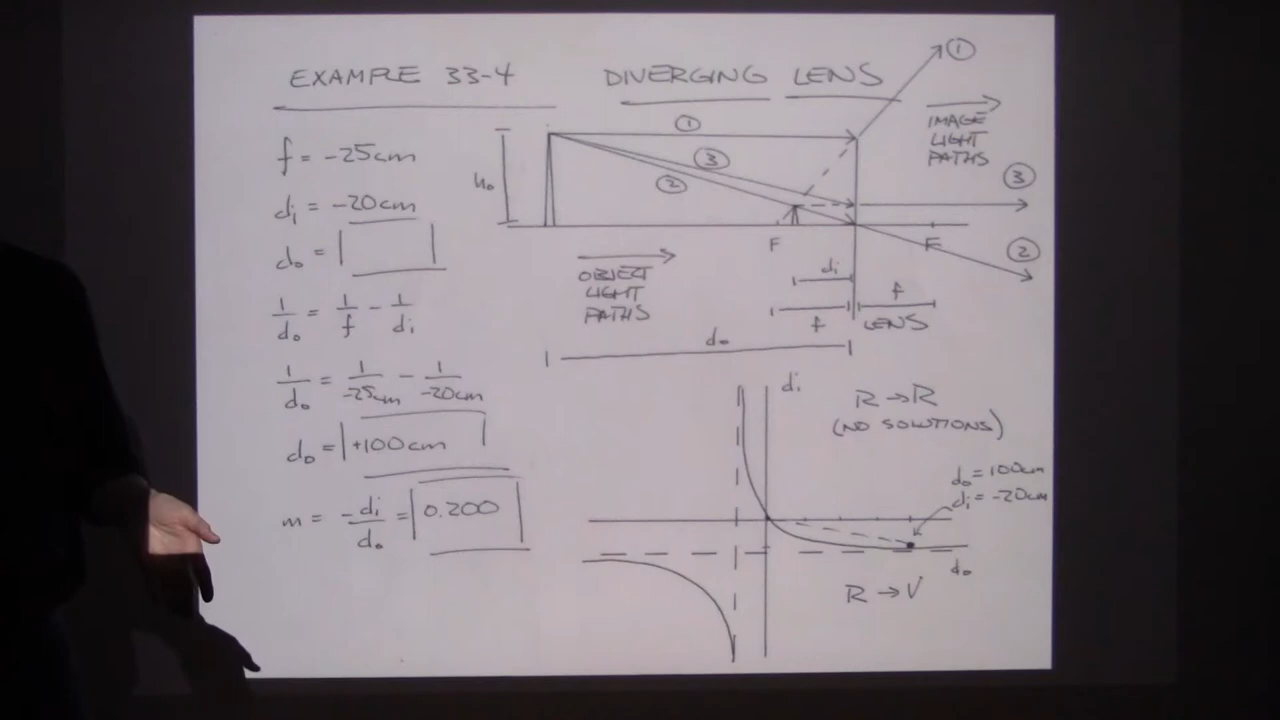 EXAMPLE 33-4
f = -25cm
di = -20cm
do =
1/do = 1/f - 1/di
1/do = 1/-25cm - 1/-20cm
do = +100cm
m = -di/do = 0.200
DIVERGING LENS
①
①
IMAGE
LIGHT
PATHS
ho
③
②
③
F
F
②
OBJECT
LIGHT
PATHS
di
f
f
LENS
do
di
R → R
(NO SOLUTIONS)
do = 100cm
di = -20cm
do
R → V